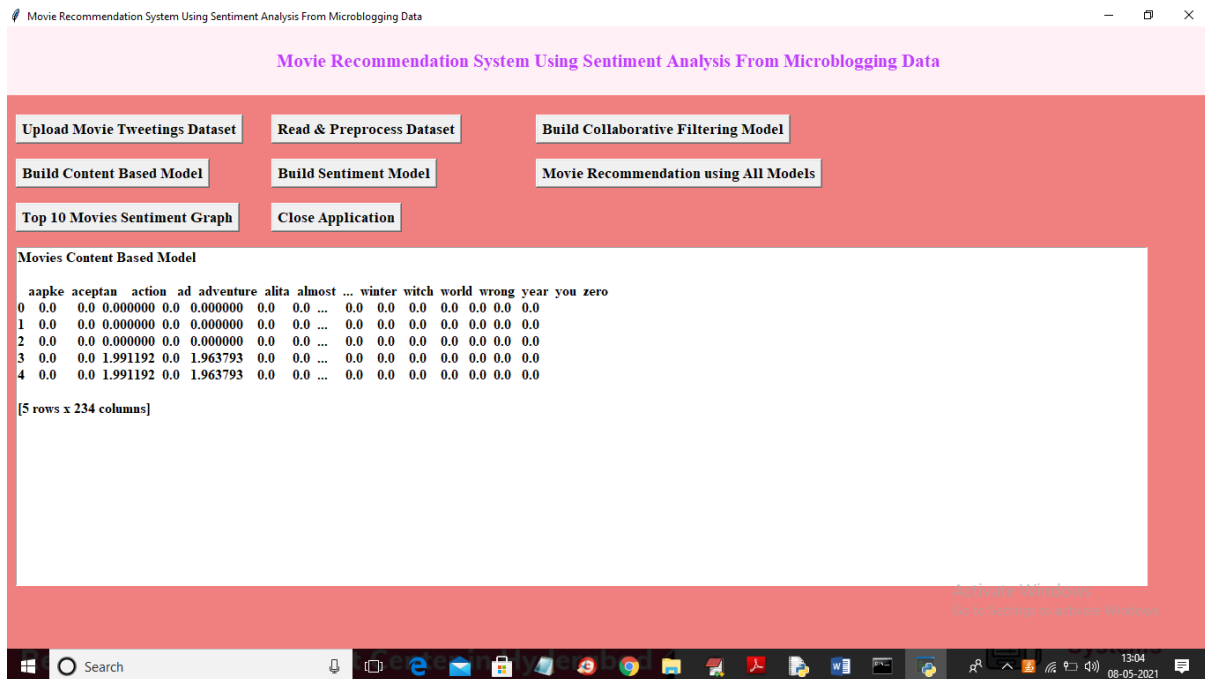 Movie Recommendation System Using Sentiment Analysis From Microblogging Data
Movie Recommendation System Using Sentiment Analysis From Microblogging Data
Upload Movie Tweetings Dataset
Read & Preprocess Dataset
Build Collaborative Filtering Model
Build Content Based Model
Build Sentiment Model
Movie Recommendation using All Models
Top 10 Movies Sentiment Graph
Close Application
Movies Content Based Model
aapke aceptan action ad adventure alita almost ... winter witch world wrong year you zero
0 0.0 0.0 0.000000 0.0 0.000000 0.0 0.0 ... 0.0 0.0 0.0 0.0 0.0 0.0 0.0
1 0.0 0.0 0.000000 0.0 0.000000 0.0 0.0 ... 0.0 0.0 0.0 0.0 0.0 0.0 0.0
2 0.0 0.0 0.000000 0.0 0.000000 0.0 0.0 ... 0.0 0.0 0.0 0.0 0.0 0.0 0.0
3 0.0 0.0 1.991192 0.0 1.963793 0.0 0.0 ... 0.0 0.0 0.0 0.0 0.0 0.0 0.0
4 0.0 0.0 1.991192 0.0 1.963793 0.0 0.0 ... 0.0 0.0 0.0 0.0 0.0 0.0 0.0
[5 rows x 234 columns]
Activate Windows
Go to Settings to activate Windows.
Search
13:04
08-05-2021